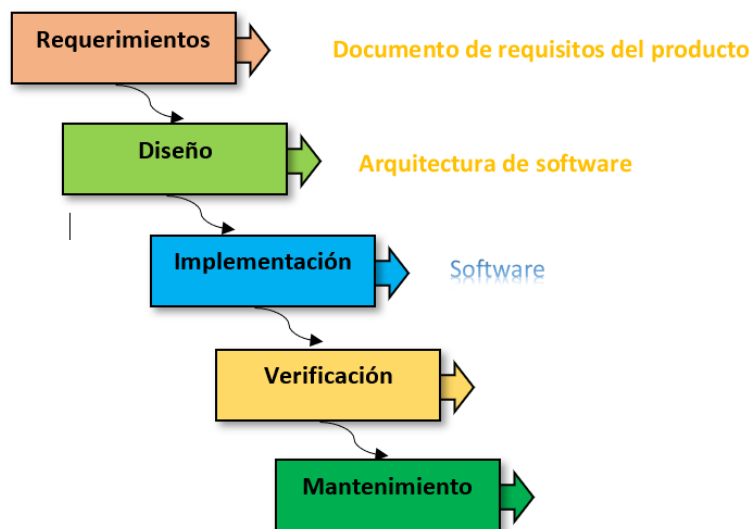 Requerimientos
Documento de requisitos del producto
Diseño
Arquitectura de software
Implementación
Software
Verificación
Mantenimiento